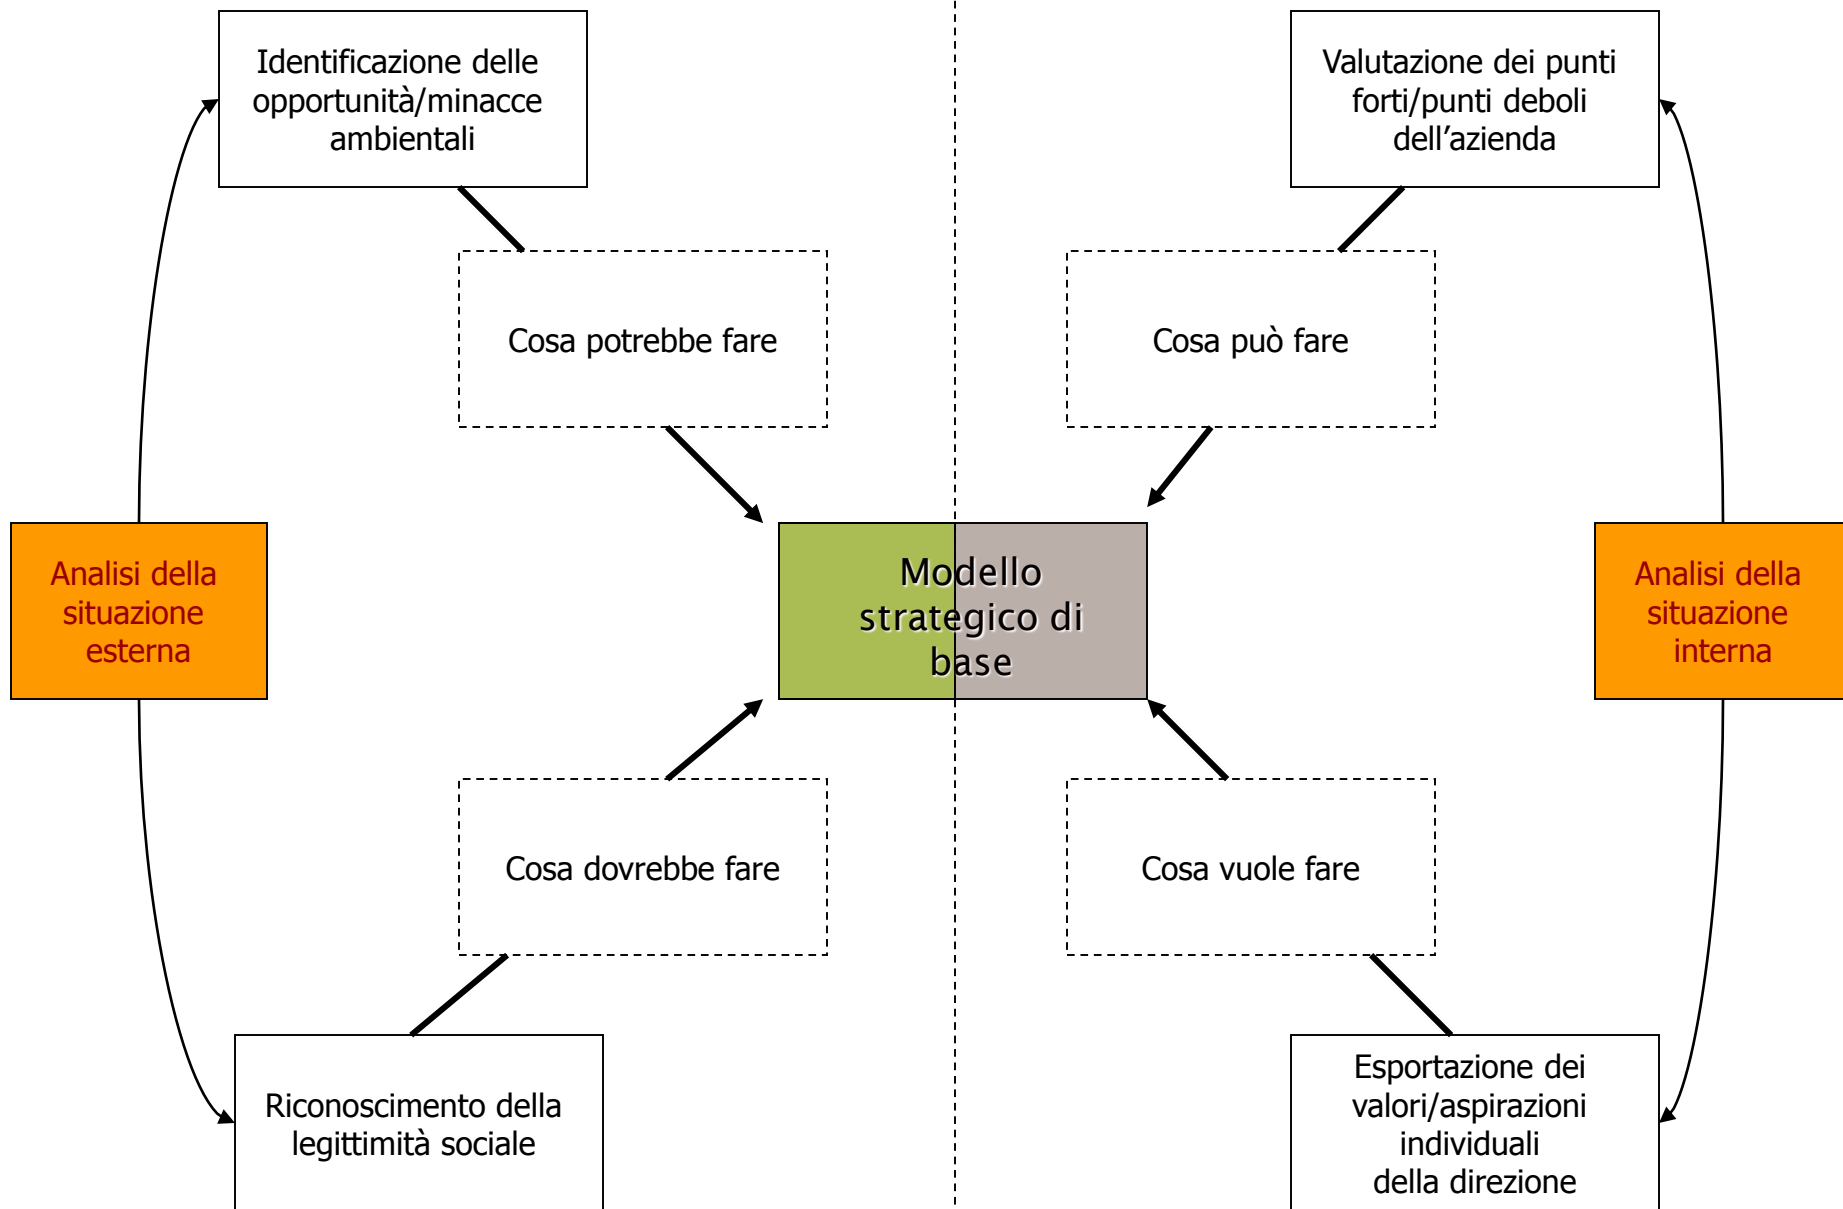 Identificazione delle
opportunità/minacce
ambientali
Valutazione dei punti
forti/punti deboli
dell’azienda
Cosa potrebbe fare
Cosa può fare
Analisi della
situazione
esterna
Modello
strategico di
base
Analisi della
situazione
interna
Cosa dovrebbe fare
Cosa vuole fare
Riconoscimento della
legittimità sociale
Esportazione dei
valori/aspirazioni
individuali
della direzione